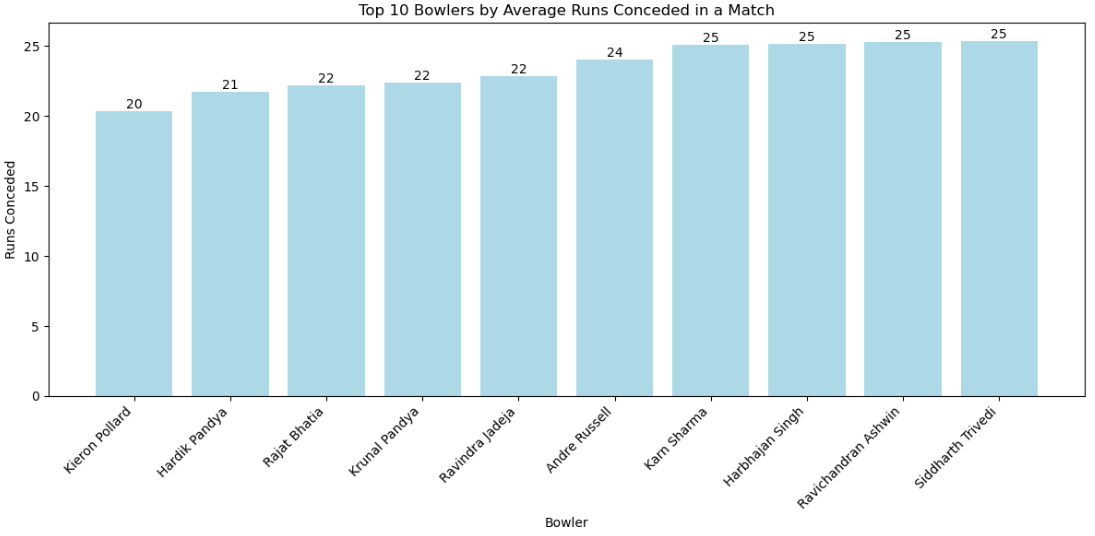 Top 10 Bowlers by Average Runs Conceded in a Match
Runs Conceded
25
20
15
10
5
0
20
21
22
22
22
24
25
25
25
25
Kieron Pollard
Hardik Pandya
Rajat Bhatia
Krunal Pandya
Ravindra Jadeja
Andre Russell
Karn Sharma
Harbhajan Singh
Ravichandran Ashwin
Siddharth Trivedi
Bowler